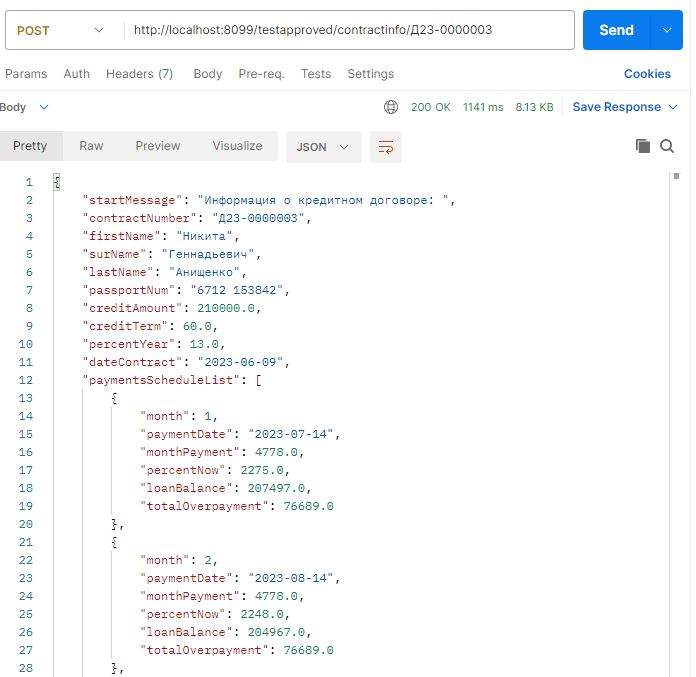 POST http://localhost:8099/testapproved/contractinfo/Д23-0000003 Send
Params Auth Headers (7) Body Pre-req. Tests Settings Cookies
Body 200 OK 1141 ms 8.13 KB Save Response
Pretty Raw Preview Visualize JSON
1 {
2 "startMessage": "Информация о кредитном договоре: ",
3 "contractNumber": "Д23-0000003",
4 "firstName": "Никита",
5 "surName": "Геннадьевич",
6 "lastName": "Анищенко",
7 "passportNum": "6712 153842",
8 "creditAmount": 210000.0,
9 "creditTerm": 60.0,
10 "percentYear": 13.0,
11 "dateContract": "2023-06-09",
12 "paymentsScheduleList": [
13 {
14 "month": 1,
15 "paymentDate": "2023-07-14",
16 "monthPayment": 4778.0,
17 "percentNow": 2275.0,
18 "loanBalance": 207497.0,
19 "totalOverpayment": 76689.0
20 },
21 {
22 "month": 2,
23 "paymentDate": "2023-08-14",
24 "monthPayment": 4778.0,
25 "percentNow": 2248.0,
26 "loanBalance": 204967.0,
27 "totalOverpayment": 76689.0
28 },